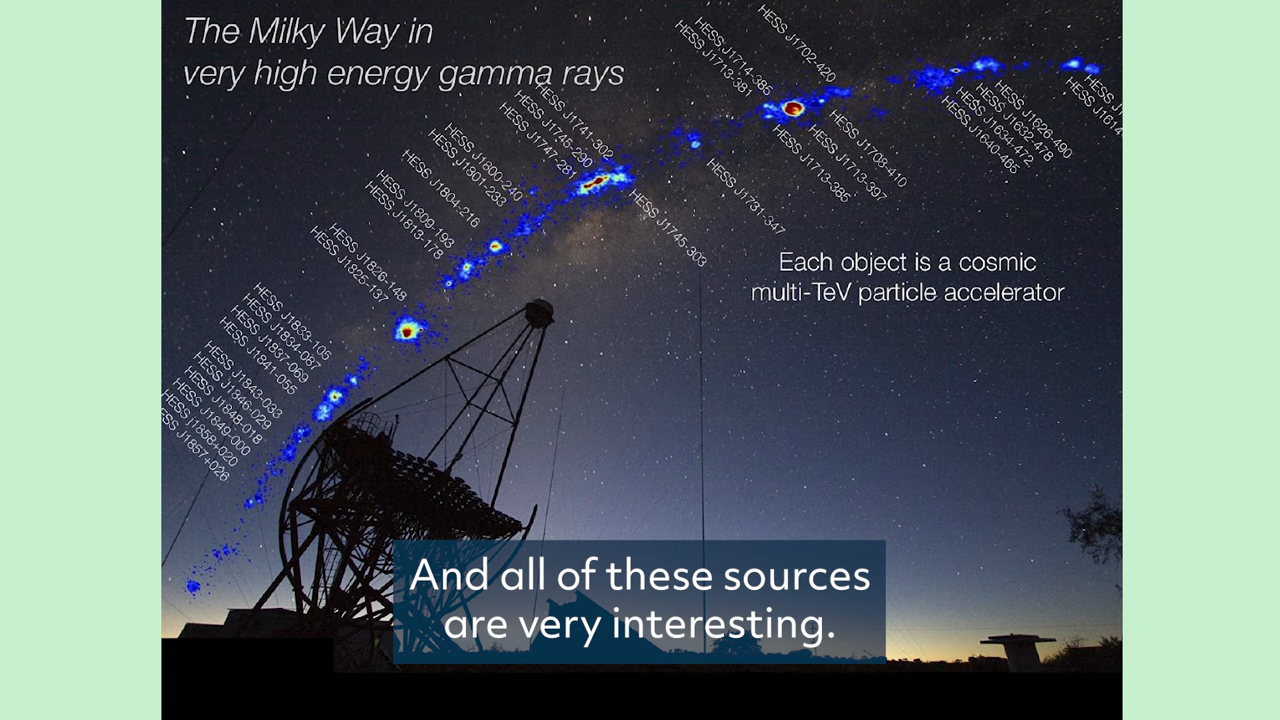 The Milky Way in
very high energy gamma rays
HESS J1702-420
HESS J1714-385
HESS J1713-381
HESS J1741-302
HESS J1745-290
HESS J1747-281
HESS J1800-240
HESS J1801-233
HESS J1804-216
HESS J1809-193
HESS J1813-178
HESS J1826-148
HESS J1825-137
HESS J1833-105
HESS J1834-087
HESS J1837-069
HESS J1841-055
HESS J1843-033
HESS J1846-029
HESS J1848-018
HESS J1849-000
HESS J1858+020
HESS J1857+026
HESS J1614
HESS J1626-490
HESS J1632-478
HESS J1634-472
HESS J1640-465
HESS J1708-410
HESS J1713-397
HESS J1713-385
HESS J1731-347
HESS J1745-303
Each object is a cosmic
multi-TeV particle accelerator
And all of these sources
are very interesting.